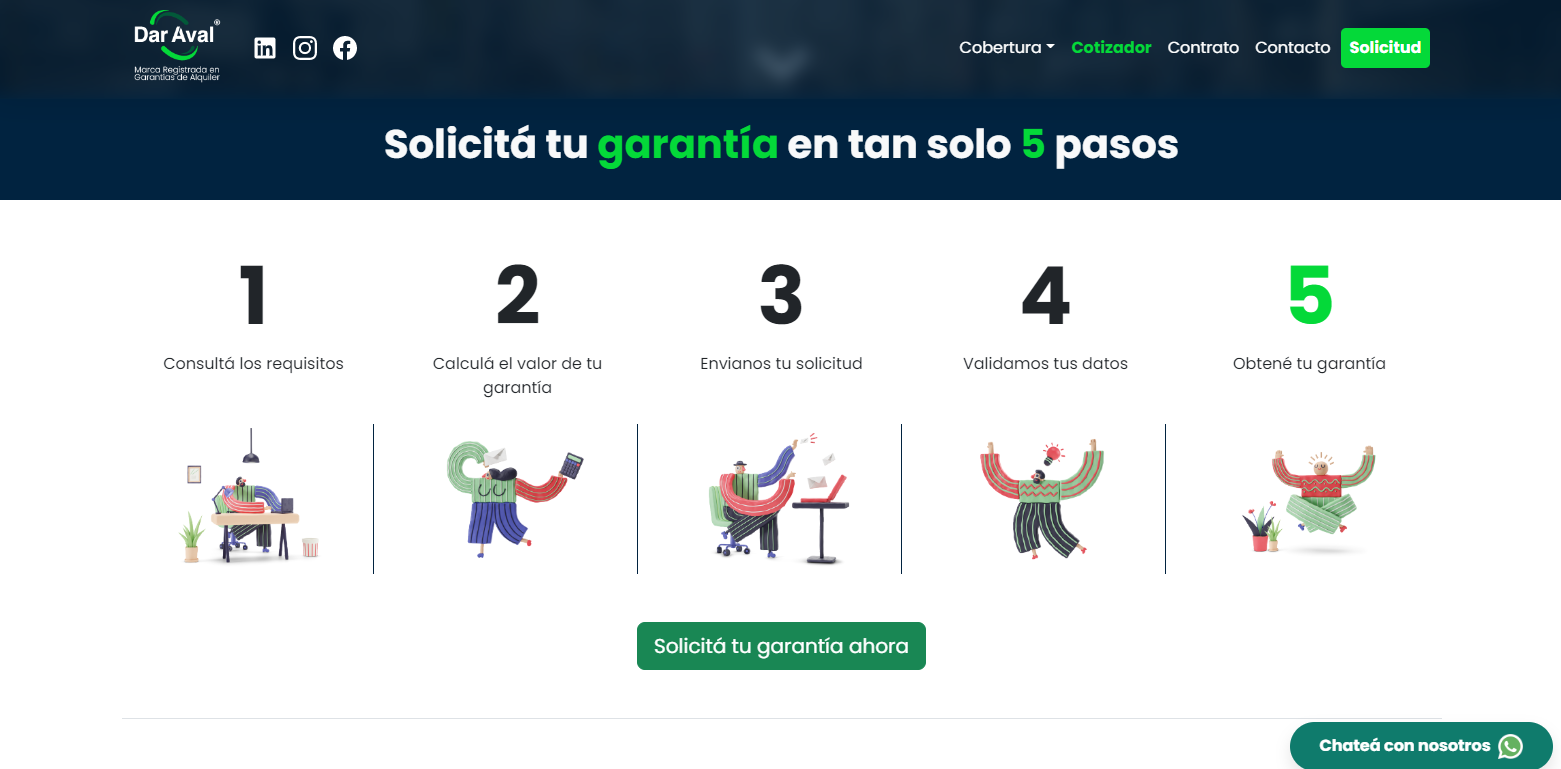 Dar Aval®
Marca Registrada en
Garantías de Alquiler
Cobertura
Cotizador
Contrato
Contacto
Solicitud
Solicitá tu garantía en tan solo 5 pasos
1
Consultá los requisitos
2
Calculá el valor de tu
garantía
3
Envianos tu solicitud
4
Validamos tus datos
5
Obtené tu garantía
Solicitá tu garantía ahora
Chateá con nosotros